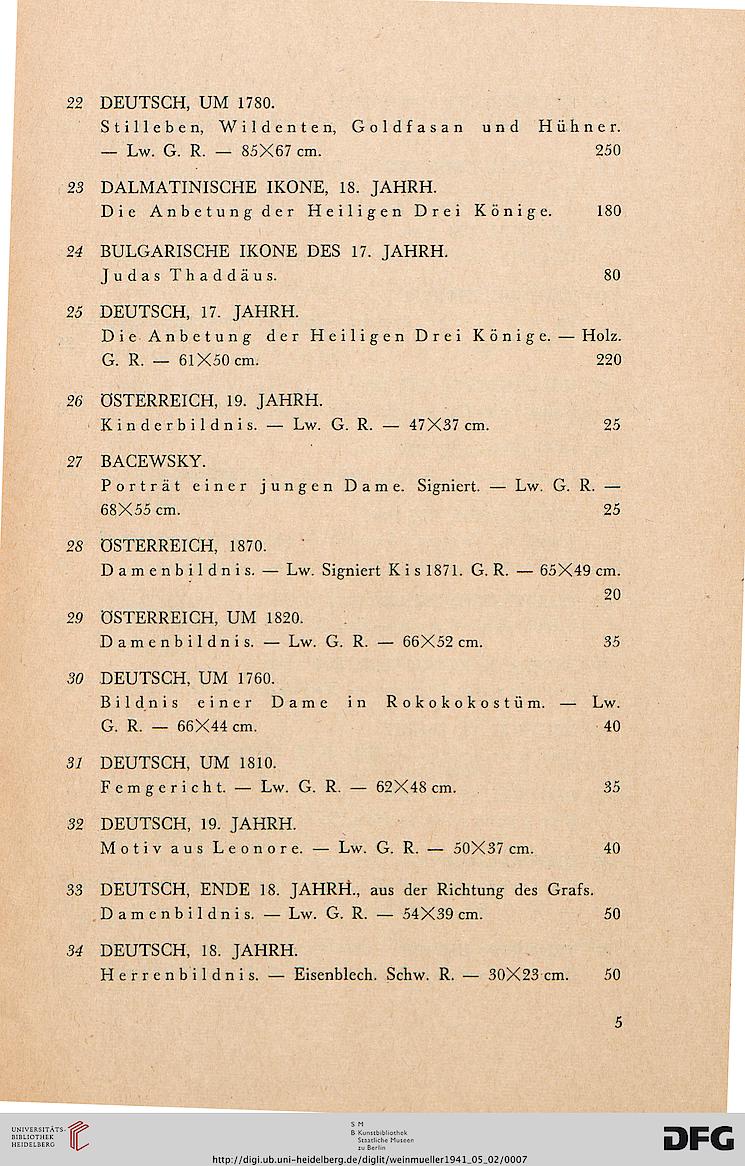 22 DEUTSCH, UM 1780.
Stilleben, Wildenten, Goldfasan und Hühner.
— Lw. G. R. — 85×67 cm. 250
23 DALMATINISCHE IKONE, 18. JAHRH.
Die Anbetung der Heiligen Drei Könige. 180
24 BULGARISCHE IKONE DES 17. JAHRH.
Judas Thaddäus. 80
25 DEUTSCH, 17. JAHRH.
Die Anbetung der Heiligen Drei Könige. — Holz.
G. R. — 61×50 cm. 220
26 ÖSTERREICH, 19. JAHRH.
Kinderbildnis. — Lw. G. R. — 47×37 cm. 25
27 BACEWSKY.
Porträt einer jungen Dame. Signiert. — Lw. G. R. —
68×55 cm. 25
28 ÖSTERREICH, 1870.
Damenbildnis. — Lw. Signiert Kis 1871. G. R. — 65×49 cm.
20
29 ÖSTERREICH, UM 1820.
Damenbildnis. — Lw. G. R. — 66×52 cm. 35
30 DEUTSCH, UM 1760.
Bildnis einer Dame in Rokokokostüm. — Lw.
G. R. — 66×44 cm. 40
31 DEUTSCH, UM 1810.
Femgericht. — Lw. G. R. — 62×48 cm. 35
32 DEUTSCH, 19. JAHRH.
Motiv aus Leonore. — Lw. G. R. — 50×37 cm. 40
33 DEUTSCH, ENDE 18. JAHRH., aus der Richtung des Grafs.
Damenbildnis. — Lw. G. R. — 54×39 cm. 50
34 DEUTSCH, 18. JAHRH.
Herrenbildnis. — Eisenblech. Schw. R. — 30×23 cm. 50
5
UNIVERSITÄTS-
BIBLIOTHEK
HEIDELBERG
S M
B Kunstbibliothek
Staatliche Museen
zu Berlin
DFG
http://digi.ub.uni-heidelberg.de/diglit/weinmueller1941_05_02/0007